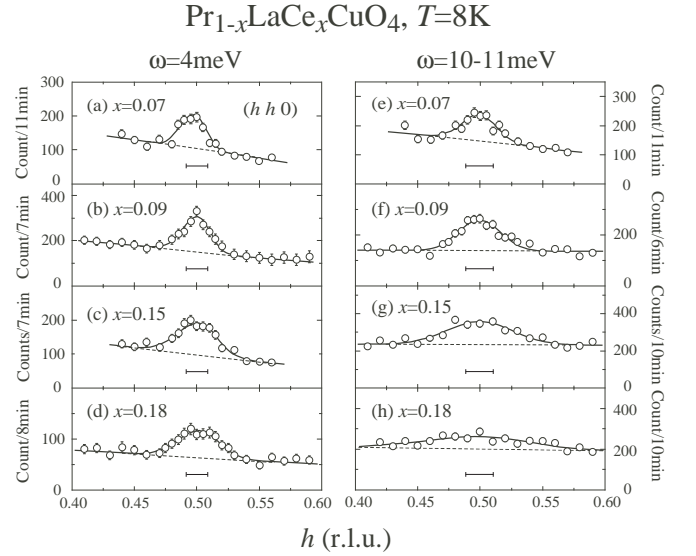 Pr1-xLaCexCuO4, T=8K
ω=4meV
ω=10-11meV
300
200
100
0
Count/11min
(a) x=0.07
(h h 0)
(e) x=0.07
300
200
100
0
Count/11min
400
200
0
Count/7min
(b) x=0.09
(f) x=0.09
400
200
0
Count/6min
200
100
0
Counts/7min
(c) x=0.15
(g) x=0.15
400
200
0
Counts/10min
100
50
0
Count/8min
(d) x=0.18
(h) x=0.18
400
200
0
Count/10min
0.40 0.45 0.50 0.55 0.60
0.40 0.45 0.50 0.55 0.60
h (r.l.u.)